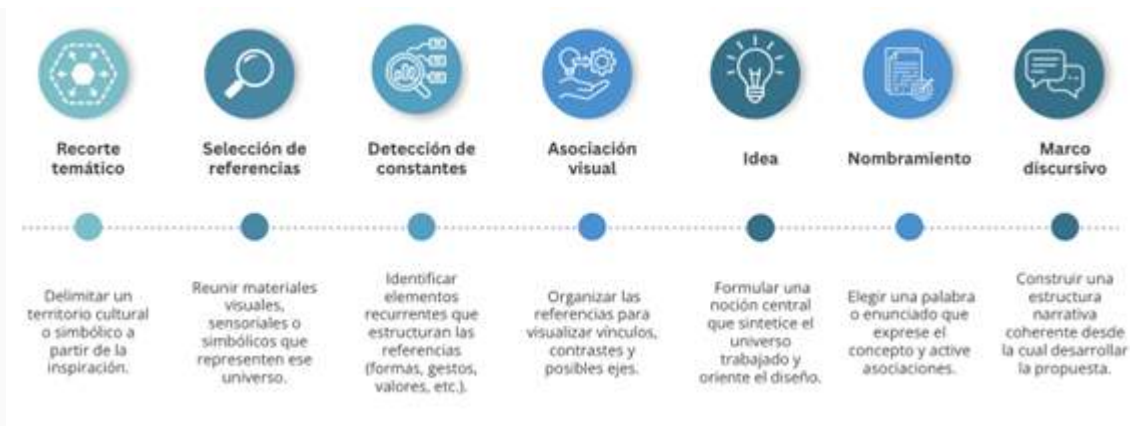 Recorte
temático
Selección de
referencias
Detección de
constantes
Asociación
visual
Idea
Nombramiento
Marco
discursivo
Delimitar un
territorio cultural
o simbólico a
partir de la
inspiración.
Reunir materiales
visuales,
sensoriales o
simbólicos que
representen ese
universo.
Identificar
elementos
recurrentes que
estructuran las
referencias
(formas, gestos,
valores, etc.).
Organizar las
referencias para
visualizar vínculos,
contrastes y
posibles ejes.
Formular una
noción central
que sintetice el
universo
trabajado y
oriente el diseño.
Elegir una palabra
o enunciado que
exprese el
concepto y active
asociaciones.
Construir una
estructura
narrativa
coherente desde
la cual desarrollar
la propuesta.